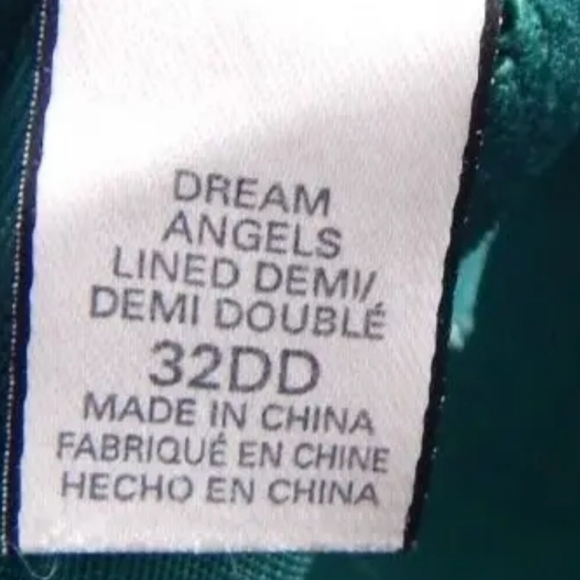 DREAM
ANGELS
LINED DEMI/
DEMI DOUBLÉ
32DD
MADE IN CHINA
FABRIQUÉ EN CHINE
HECHO EN CHINA